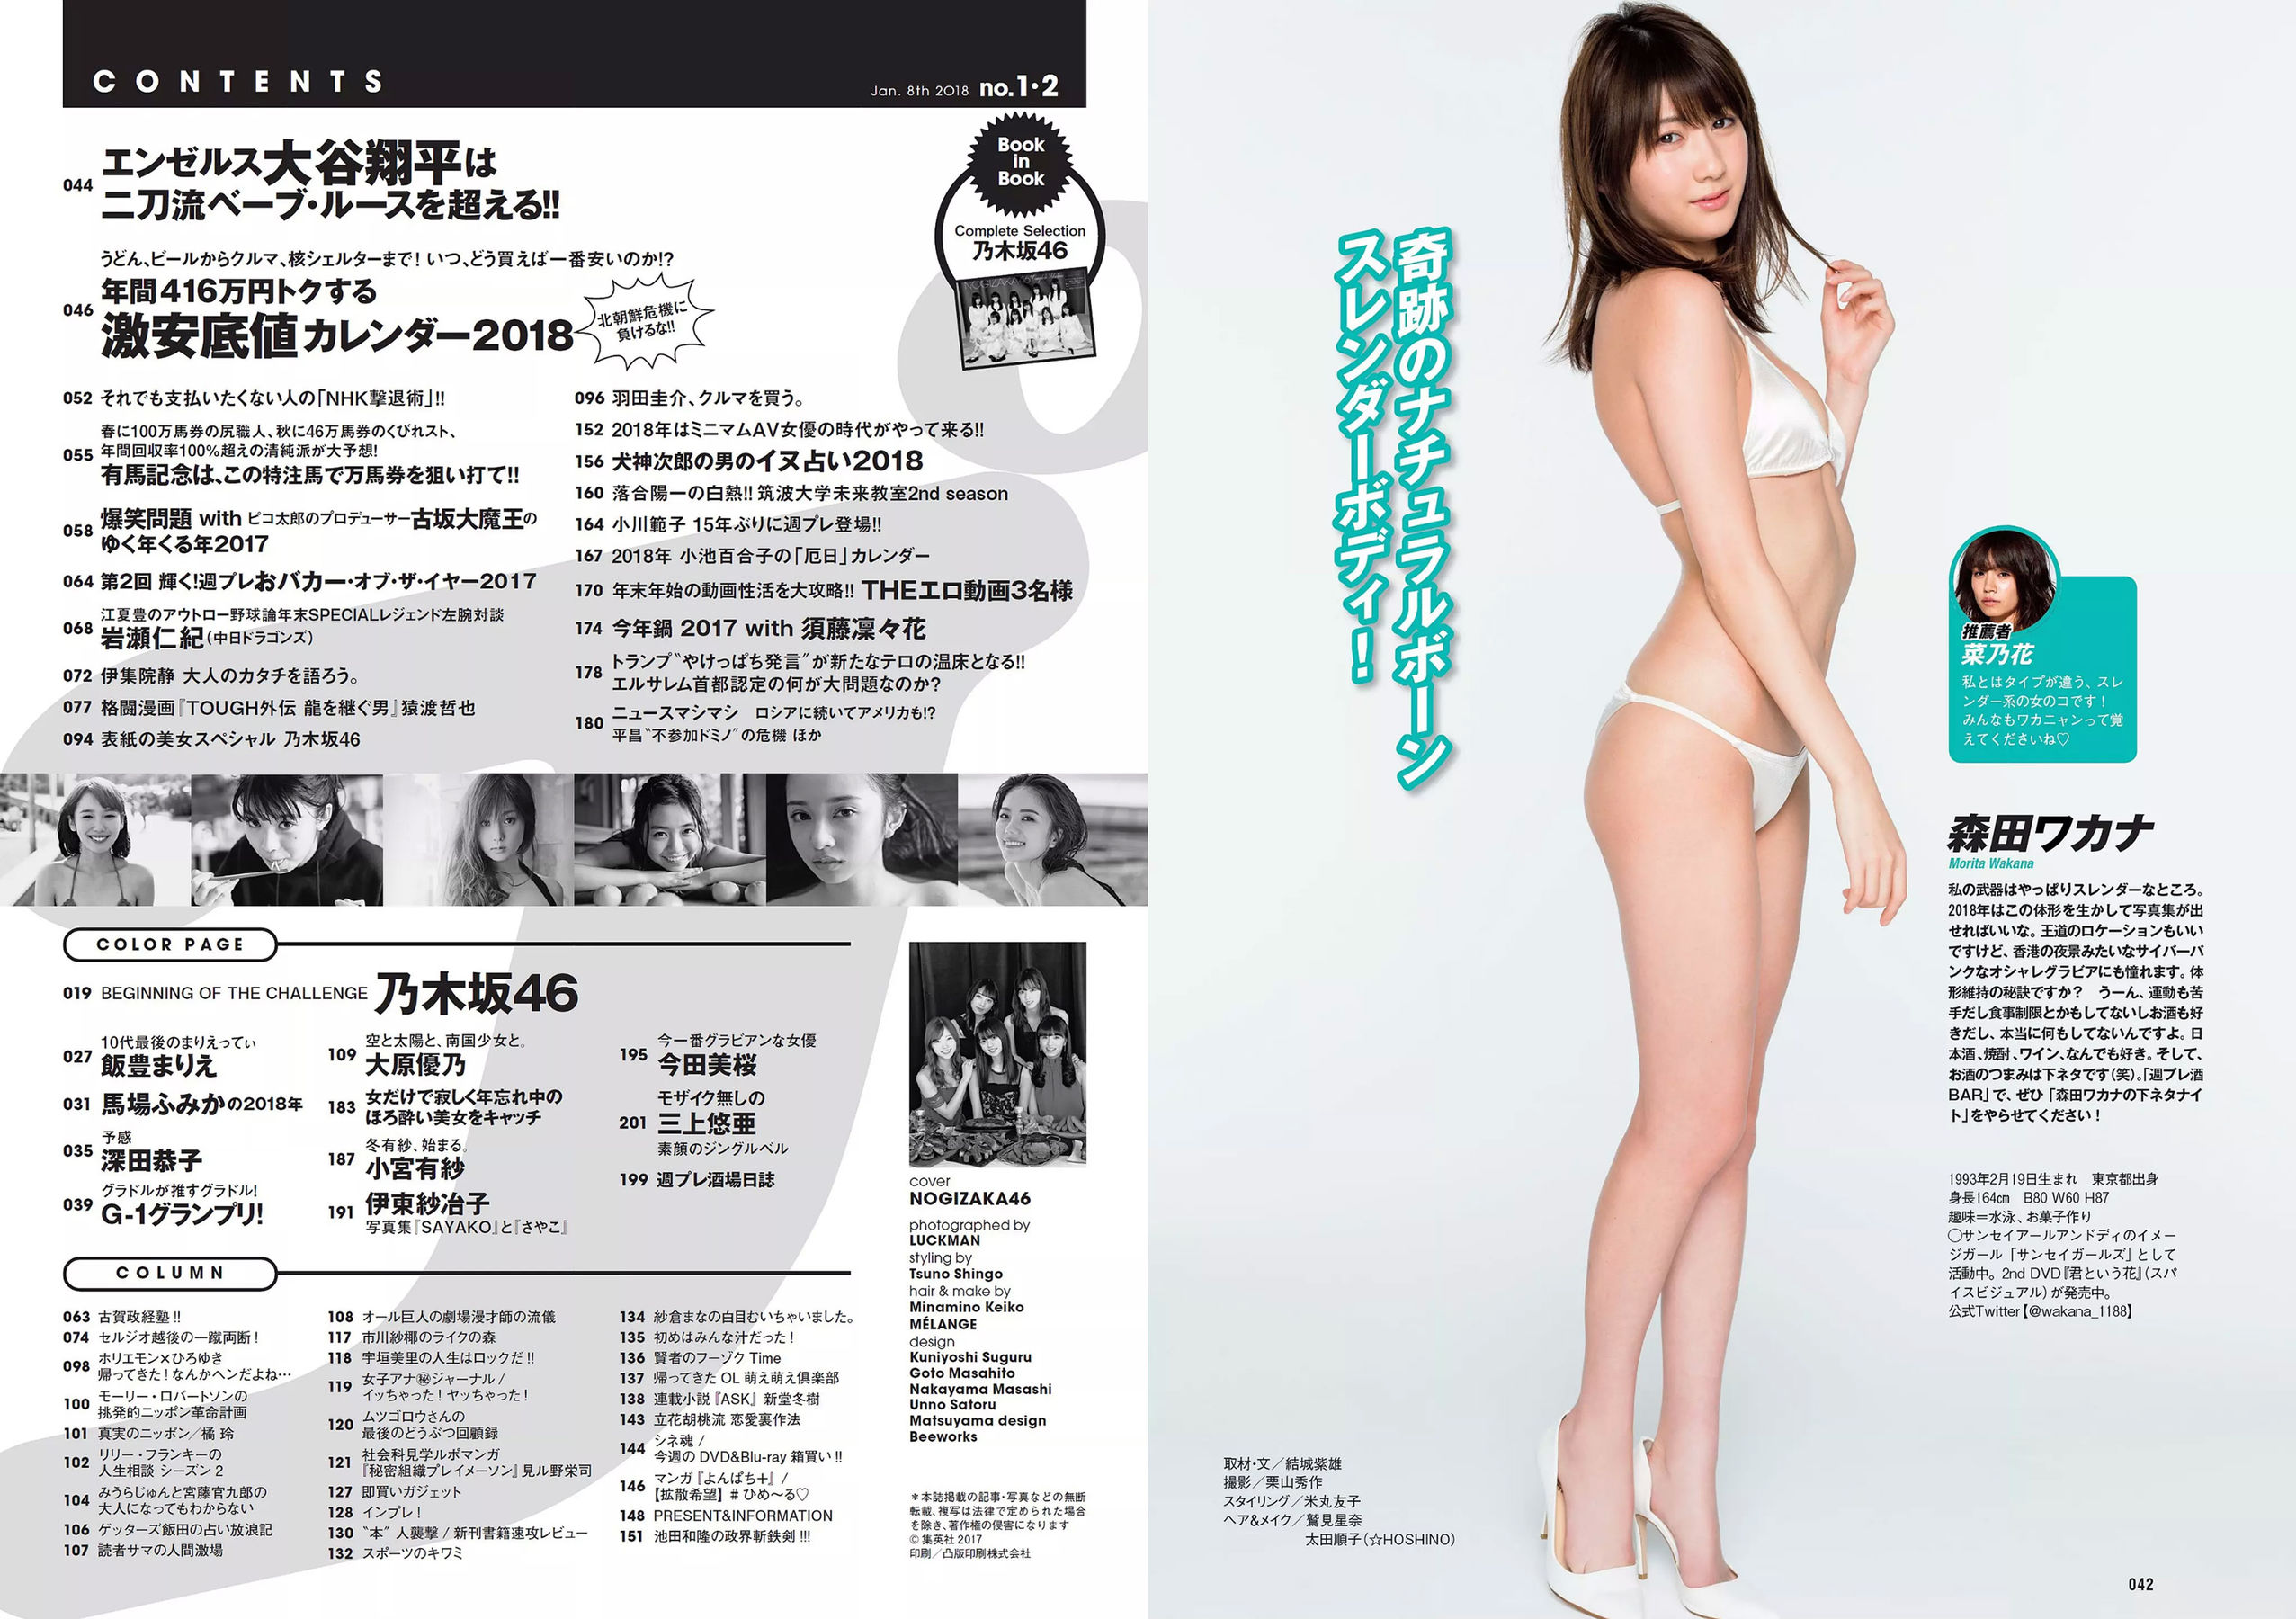 CONTENTS
Jan. 8th 2018 no.1・2
044 エンゼルス大谷翔平は
二刀流ベーブ・ルースを超える!!
うどん、ビールからクルマ、核シェルターまで! いつ、どう買えば一番安いのか!?
046 年間416万円トクする
激安底値カレンダー2018
北朝鮮危機に
負けるな!!
Book
in
Book
Complete Selection
乃木坂46
052 それでも支払いたくない人の「NHK撃退術」!!
春に100万馬券の尻職人、秋に46万馬券のくびれスト、
055 年間回収率100%超えの清純派が大予想!
有馬記念は、この特注馬で万馬券を狙い打て!!
058 爆笑問題 with ピコ太郎のプロデューサー古坂大魔王の
ゆく年くる年2017
064 第2回 輝く!週プレおバカー・オブ・ザ・イヤー2017
068 江夏豊のアウトロー野球論年末SPECIALレジェンド左腕対談
岩瀬仁紀(中日ドラゴンズ)
072 伊集院静 大人のカタチを語ろう。
077 格闘漫画『TOUGH外伝 龍を継ぐ男』猿渡哲也
094 表紙の美女スペシャル 乃木坂46
096 羽田圭介、クルマを買う。
152 2018年はミニマムAV女優の時代がやって来る!!
156 犬神次郎の男のイヌ占い2018
160 落合陽一の白熱!! 筑波大学未来教室2nd season
164 小川範子 15年ぶりに週プレ登場!!
167 2018年 小池百合子の「厄日」カレンダー
170 年末年始の動画性活を大攻略!! THEエロ動画3名様
174 今年鍋 2017 with 須藤凜々花
178 トランプ〝やけっぱち発言〟が新たなテロの温床となる!!
エルサレム首都認定の何が大問題なのか?
180 ニュースマシマシ ロシアに続いてアメリカも!?
平昌〝不参加ドミノ〟の危機 ほか
COLOR PAGE
019 BEGINNING OF THE CHALLENGE 乃木坂46
027 10代最後のまりえってぃ
飯豊まりえ
031 馬場ふみかの2018年
035 予感
深田恭子
039 グラドルが推すグラドル!
G-1グランプリ!
109 空と太陽と、南国少女と。
大原優乃
183 女だけで寂しく年忘れ中の
ほろ酔い美女をキャッチ
187 冬有紗、始まる。
小宮有紗
191 伊東紗冶子
写真集『SAYAKO』と『さやこ』
195 今一番グラビアンな女優
今田美桜
201 モザイク無しの
三上悠亜
素顔のジングルベル
199 週プレ酒場日誌
COLUMN
063 古賀政経塾!!
074 セルジオ越後の一蹴両断!
098 ホリエモン×ひろゆき
帰ってきた!なんかヘンだよね…
100 モーリー・ロバートソンの
挑発的ニッポン革命計画
101 真実のニッポン/橘 玲
102 リリー・フランキーの
人生相談 シーズン2
104 みうらじゅんと宮藤官九郎の
大人になってもわからない
106 ゲッターズ飯田の占い放浪記
107 読者サマの人間激場
108 オール巨人の劇場漫才師の流儀
117 市川紗椰のライクの森
118 宇垣美里の人生はロックだ!!
119 女子アナ㊙ジャーナル/
イッちゃった!ヤッちゃった!
120 ムツゴロウさんの
最後のどうぶつ回顧録
121 社会科見学ルポマンガ
『秘密組織プレイメーソン』見ル野栄司
127 即買いガジェット
128 インプレ!
130 〝本〟人襲撃/新刊書籍速攻レビュー
132 スポーツのキワミ
134 紗倉まなの白目むいちゃいました。
135 初めはみんな汁だった!
136 賢者のフーゾク Time
137 帰ってきた OL 萌え萌え倶楽部
138 連載小説『ASK』 新堂冬樹
143 立花胡桃流 恋愛裏作法
144 シネ魂/
今週の DVD&Blu-ray 箱買い!!
146 マンガ『よんぱち+』/
【拡散希望】#ひめ〜る♡
148 PRESENT&INFORMATION
151 池田和隆の政界斬鉄剣!!!
cover
NOGIZAKA46
photographed by
LUCKMAN
styling by
Tsuno Shingo
hair & make by
Minamino Keiko
MÉLANGE
design
Kuniyoshi Suguru
Goto Masahito
Nakayama Masashi
Unno Satoru
Matsuyama design
Beeworks
＊本誌掲載の記事・写真などの無断
転載、複写は法律で定められた場合
を除き、著作権の侵害になります
© 集英社 2017
印刷/凸版印刷株式会社
奇跡のナチュラルボーン
スレンダーボディ!
推薦者
菜乃花
私とはタイプが違う、スレ
ンダー系の女のコです!
みんなもワカニャンって覚
えてくださいね♡
森田ワカナ
Morita Wakana
私の武器はやっぱりスレンダーなところ。
2018年はこの体形を生かして写真集が出
せればいいな。王道のロケーションもいい
ですけど、香港の夜景みたいなサイバーパ
ンクなオシャレグラビアにも憧れます。体
形維持の秘訣ですか? うーん、運動も苦
手だし食事制限とかもしてないしお酒も好
きだし、本当に何もしてないんですよ。日
本酒、焼酎、ワイン、なんでも好き。そして、
お酒のつまみは下ネタです(笑)。「週プレ酒
BAR」で、ぜひ「森田ワカナの下ネタナイ
ト」をやらせてください!
1993年2月19日生まれ 東京都出身
身長164㎝ B80 W60 H87
趣味=水泳、お菓子作り
◯サンセイアールアンドディのイメー
ジガール「サンセイガールズ」として
活動中。2nd DVD『君という花』(スパ
イスビジュアル)が発売中。
公式Twitter【@wakana_1188】
取材・文/結城紫雄
撮影/栗山秀作
スタイリング/米丸友子
ヘア&メイク/鷲見星奈
太田順子(☆HOSHINO)
042